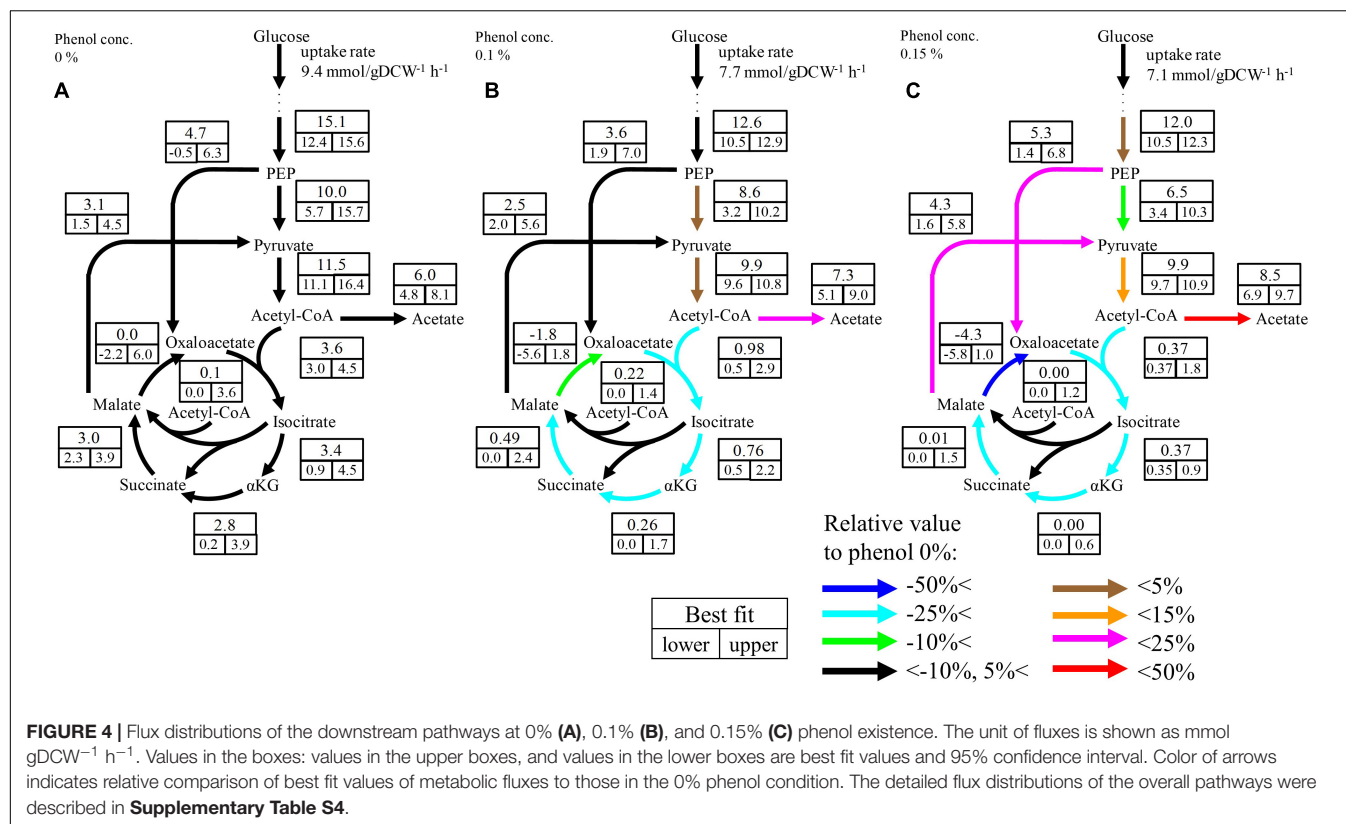 Phenol conc.
0 %
A
Glucose
uptake rate
9.4 mmol/gDCW⁻¹ h⁻¹
15.1
12.4 15.6
4.7
-0.5 6.3
PEP
10.0
5.7 15.7
3.1
1.5 4.5
Pyruvate
11.5
11.1 16.4
6.0
4.8 8.1
Acetyl-CoA
Acetate
0.0
-2.2 6.0
Oxaloacetate
3.6
3.0 4.5
0.1
0.0 3.6
Malate
Acetyl-CoA
Isocitrate
3.0
2.3 3.9
3.4
0.9 4.5
Succinate
αKG
2.8
0.2 3.9
Phenol conc.
0.1 %
B
Glucose
uptake rate
7.7 mmol/gDCW⁻¹ h⁻¹
12.6
10.5 12.9
3.6
1.9 7.0
PEP
8.6
3.2 10.2
2.5
2.0 5.6
Pyruvate
9.9
9.6 10.8
7.3
5.1 9.0
Acetyl-CoA
Acetate
-1.8
-5.6 1.8
Oxaloacetate
0.98
0.5 2.9
0.22
0.0 1.4
Malate
Acetyl-CoA
Isocitrate
0.49
0.0 2.4
0.76
0.5 2.2
Succinate
αKG
0.26
0.0 1.7
Phenol conc.
0.15 %
C
Glucose
uptake rate
7.1 mmol/gDCW⁻¹ h⁻¹
12.0
10.5 12.3
5.3
1.4 6.8
PEP
6.5
3.4 10.3
4.3
1.6 5.8
Pyruvate
9.9
9.7 10.9
8.5
6.9 9.7
Acetyl-CoA
Acetate
-4.3
-5.8 1.0
Oxaloacetate
0.37
0.37 1.8
0.00
0.0 1.2
Malate
Acetyl-CoA
Isocitrate
0.01
0.0 1.5
0.37
0.35 0.9
Succinate
αKG
0.00
0.0 0.6
Relative value
to phenol 0%:
Best fit
lower upper
-50%<
-25%<
-10%<
<-10%, 5%<
<5%
<15%
<25%
<50%
FIGURE 4 | Flux distributions of the downstream pathways at 0% (A), 0.1% (B), and 0.15% (C) phenol existence. The unit of fluxes is shown as mmol
gDCW⁻¹ h⁻¹. Values in the boxes: values in the upper boxes, and values in the lower boxes are best fit values and 95% confidence interval. Color of arrows
indicates relative comparison of best fit values of metabolic fluxes to those in the 0% phenol condition. The detailed flux distributions of the overall pathways were
described in Supplementary Table S4.